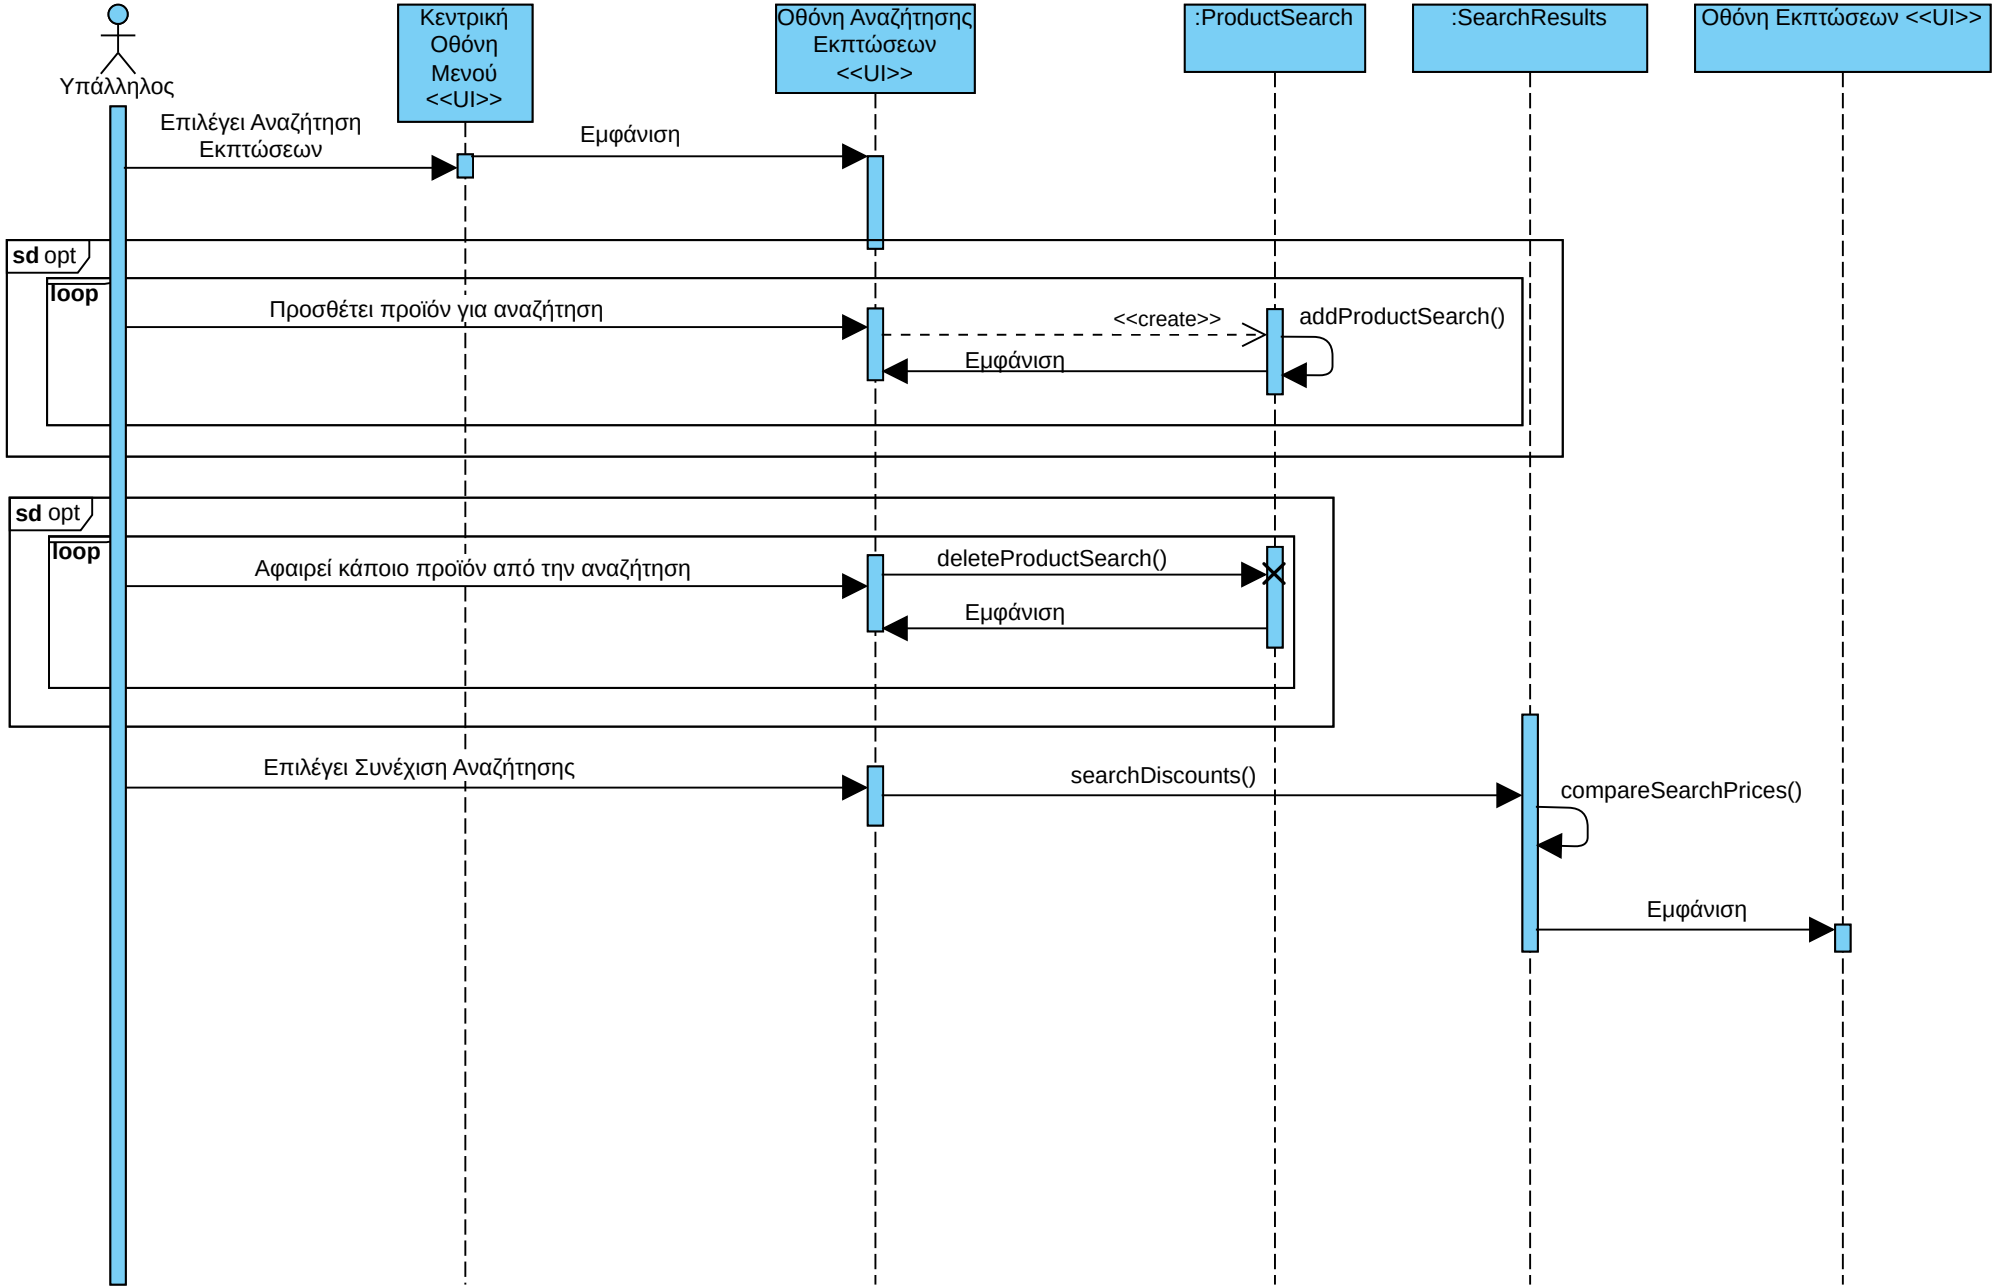 Υπάλληλος
Κεντρική
Οθόνη
Μενού
<<UI>>
Οθόνη Αναζήτησης
Εκπτώσεων
<<UI>>
:ProductSearch
:SearchResults
Οθόνη Εκπτώσεων <<UI>>
Επιλέγει Αναζήτηση
Εκπτώσεων
Εμφάνιση
sd opt
loop
Προσθέτει προϊόν για αναζήτηση
<<create>>
addProductSearch()
Εμφάνιση
sd opt
loop
Αφαιρεί κάποιο προϊόν από την αναζήτηση
deleteProductSearch()
Εμφάνιση
Επιλέγει Συνέχιση Αναζήτησης
searchDiscounts()
compareSearchPrices()
Εμφάνιση